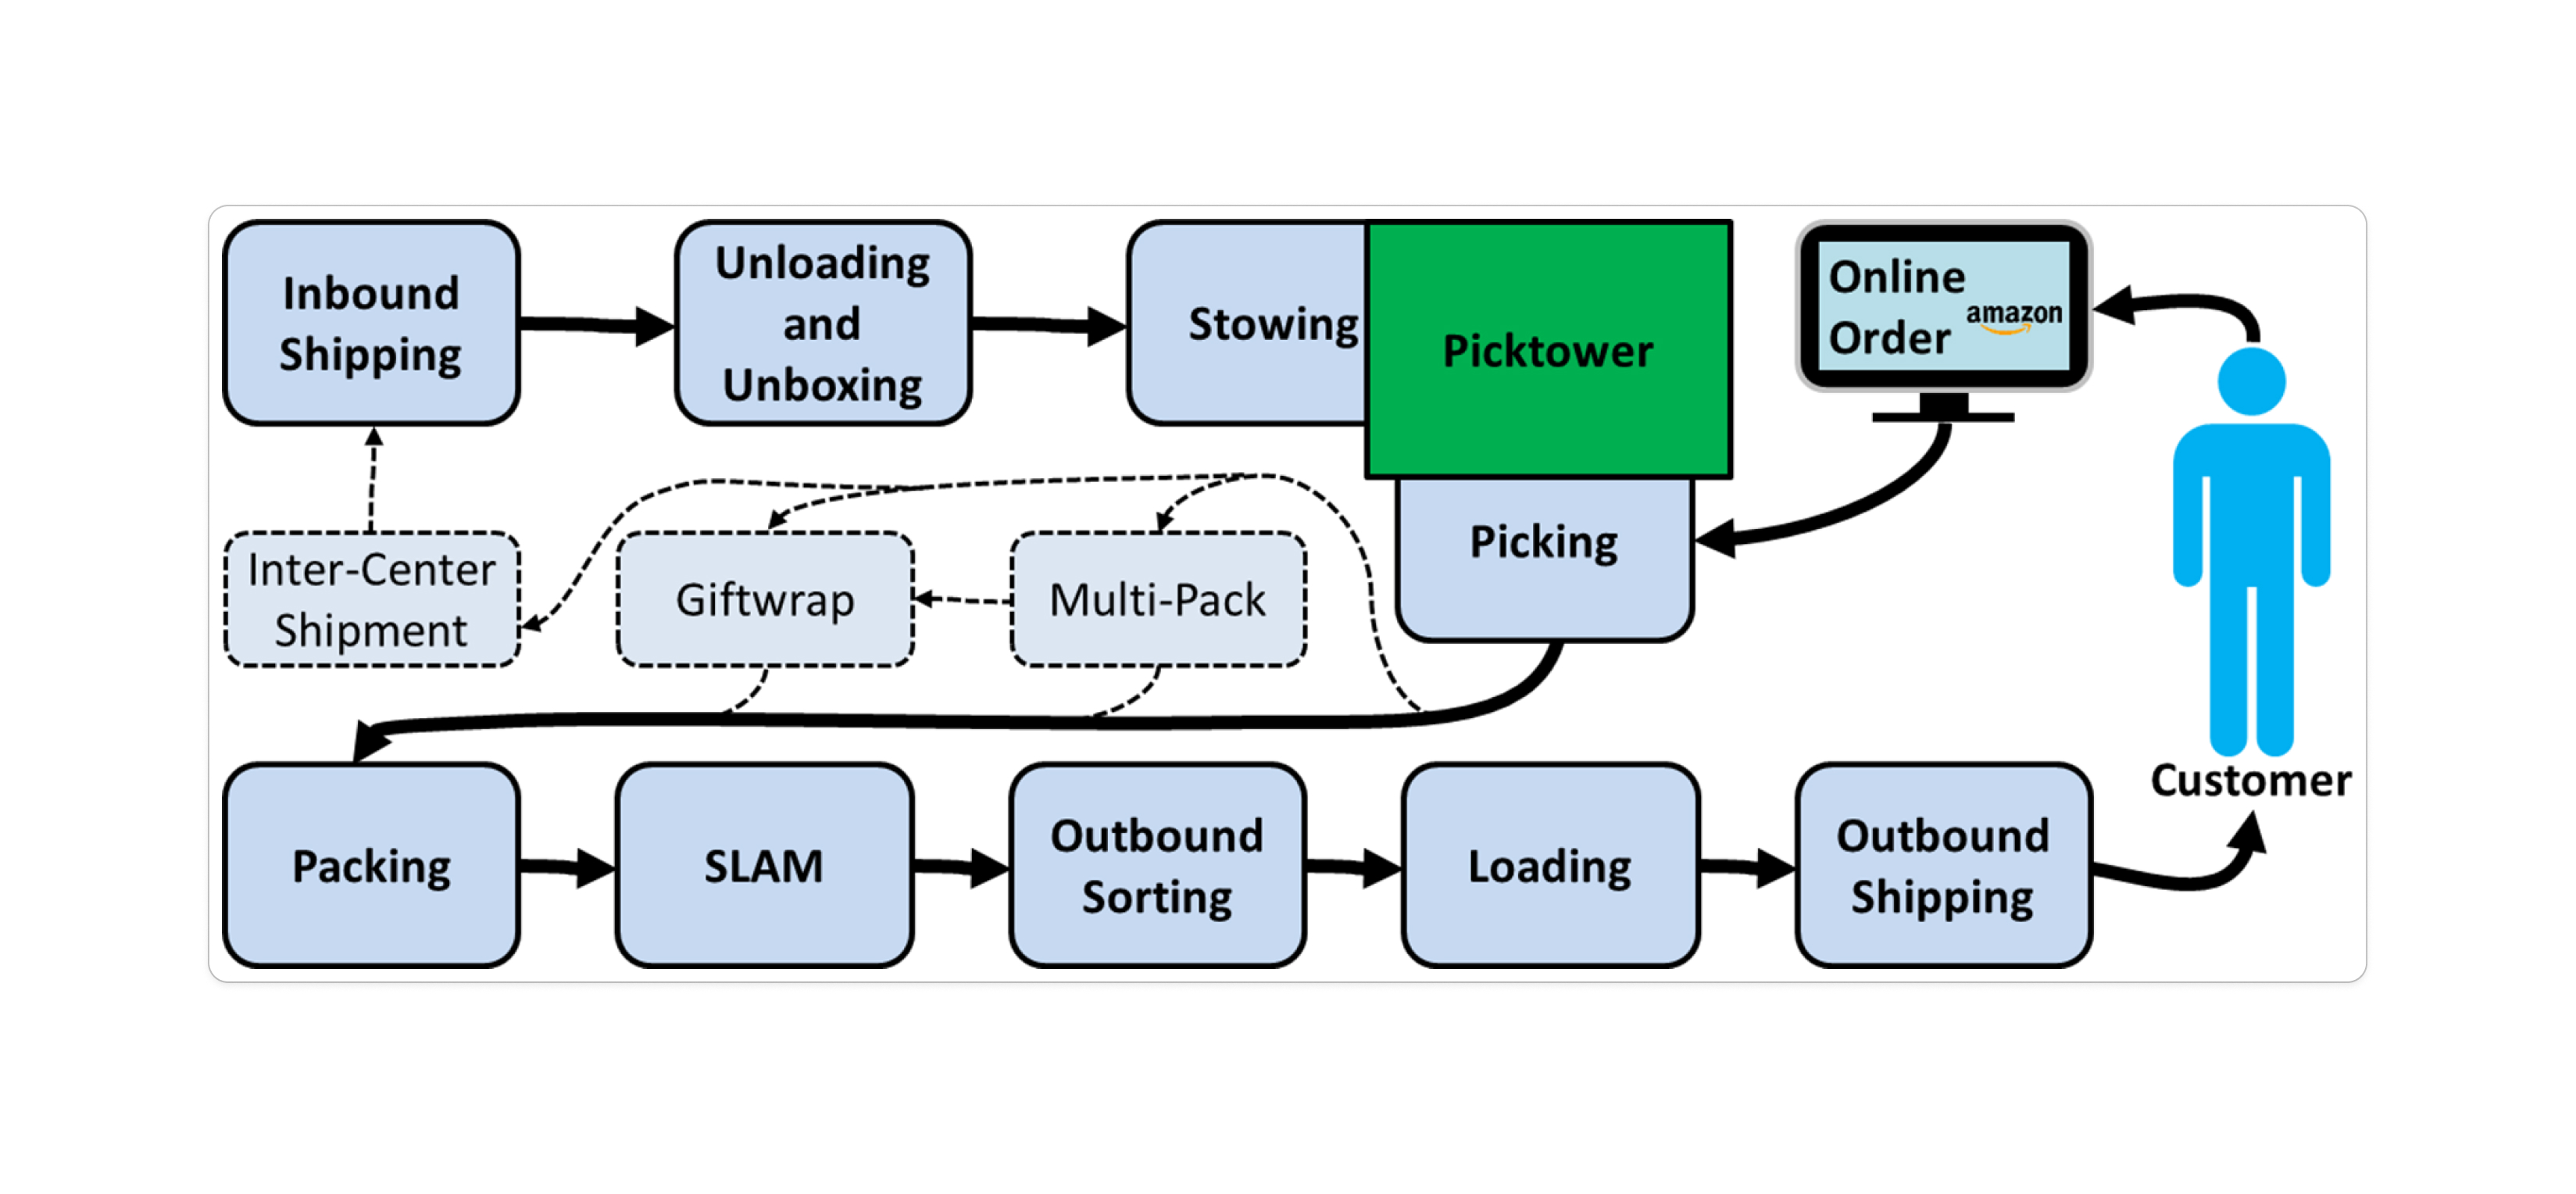 Inbound
Shipping
Unloading
and
Unboxing
Stowing
Picktower
Online
Order
amazon
Inter-Center
Shipment
Giftwrap
Multi-Pack
Picking
Customer
Packing
SLAM
Outbound
Sorting
Loading
Outbound
Shipping